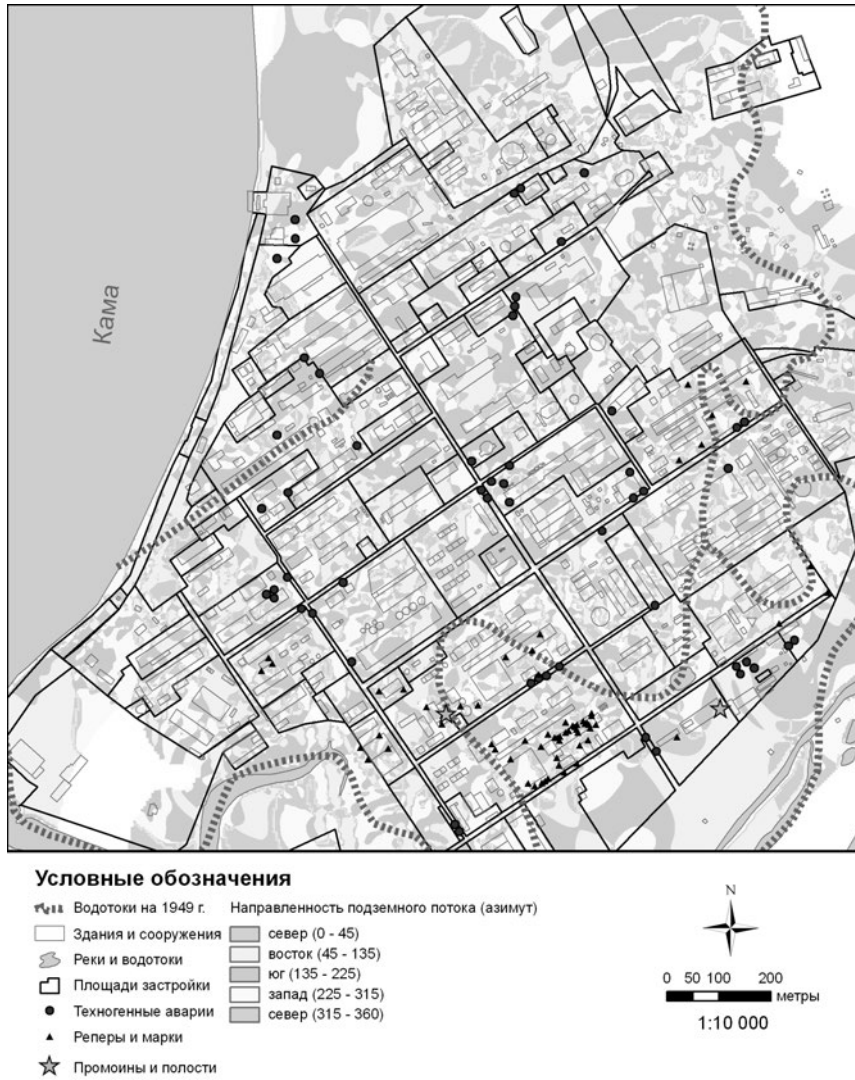 Кама
Условные обозначения
Водотоки на 1949 г.
Здания и сооружения
Реки и водотоки
Площади застройки
Техногенные аварии
Реперы и марки
Промоины и полости
Направленность подземного потока (азимут)
север (0 - 45)
восток (45 - 135)
юг (135 - 225)
запад (225 - 315)
север (315 - 360)
N
0 50 100 200
метры
1:10 000